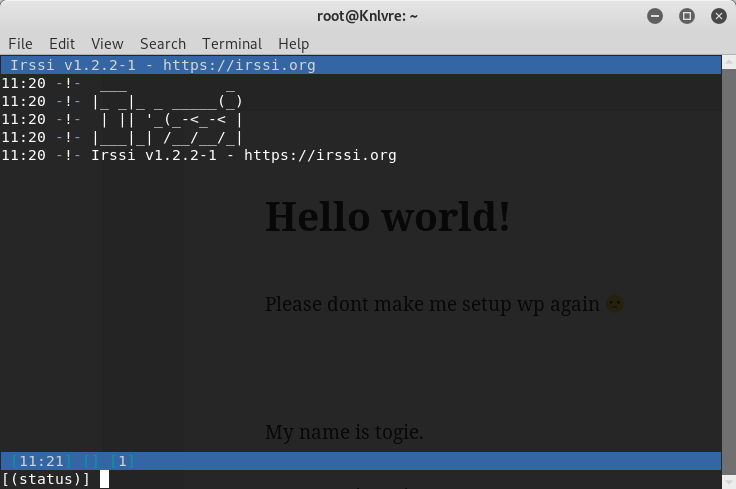 root@Knlvre: ~
File Edit View Search Terminal Help
Irssi v1.2.2-1 - https://irssi.org
11:20 -!-  ___           _
11:20 -!- |_ _|_ _ _____(_)
11:20 -!-  | || '_(_-<_-< |
11:20 -!- |___|_| /__/__/_|
11:20 -!- Irssi v1.2.2-1 - https://irssi.org
Hello world!
Please dont make me setup wp again 🙁
My name is togie.
[11:21] [] [1]
[(status)]